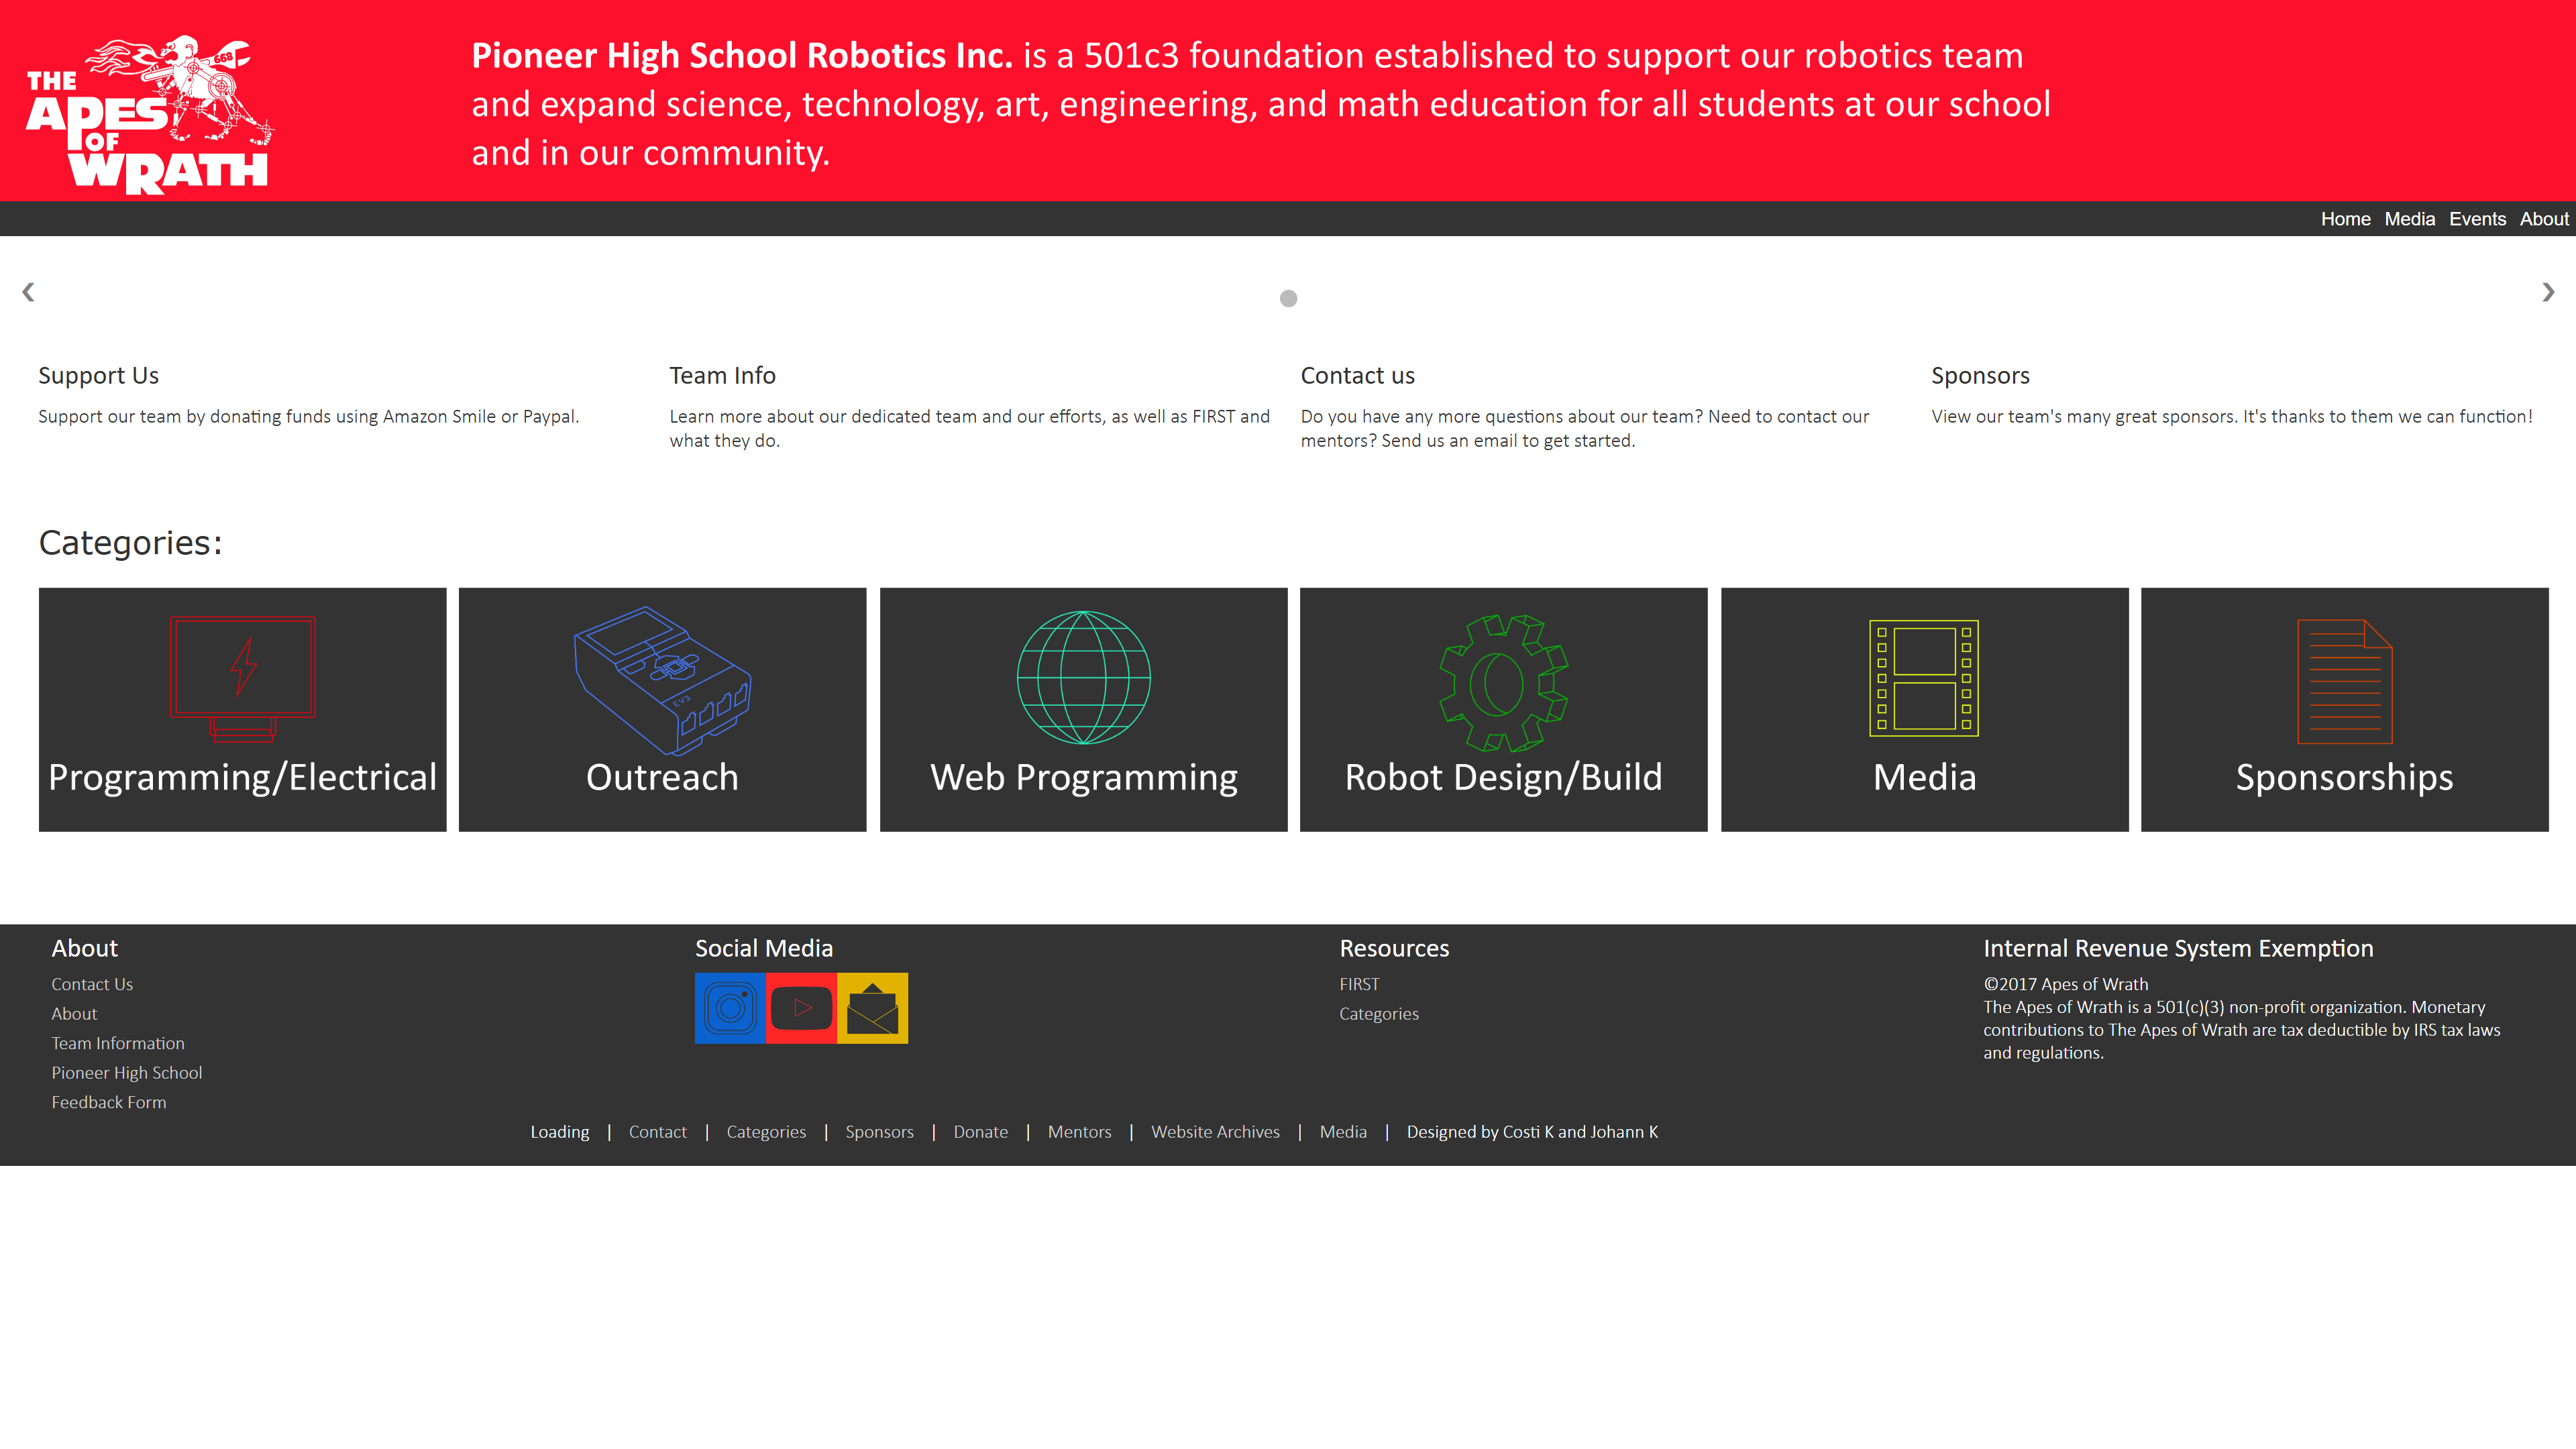 668
THE
APES
OF
WRATH
Pioneer High School Robotics Inc. is a 501c3 foundation established to support our robotics team
and expand science, technology, art, engineering, and math education for all students at our school
and in our community.
Home Media Events About
❮ ❯
Support Us
Support our team by donating funds using Amazon Smile or Paypal.
Team Info
Learn more about our dedicated team and our efforts, as well as FIRST and
what they do.
Contact us
Do you have any more questions about our team? Need to contact our
mentors? Send us an email to get started.
Sponsors
View our team's many great sponsors. It's thanks to them we can function!
Categories:
Programming/Electrical
EV3
Outreach
Web Programming
Robot Design/Build
Media
Sponsorships
About
Contact Us
About
Team Information
Pioneer High School
Feedback Form
Social Media
Resources
FIRST
Categories
Internal Revenue System Exemption
©2017 Apes of Wrath
The Apes of Wrath is a 501(c)(3) non-profit organization. Monetary
contributions to The Apes of Wrath are tax deductible by IRS tax laws
and regulations.
Loading | Contact | Categories | Sponsors | Donate | Mentors | Website Archives | Media | Designed by Costi K and Johann K